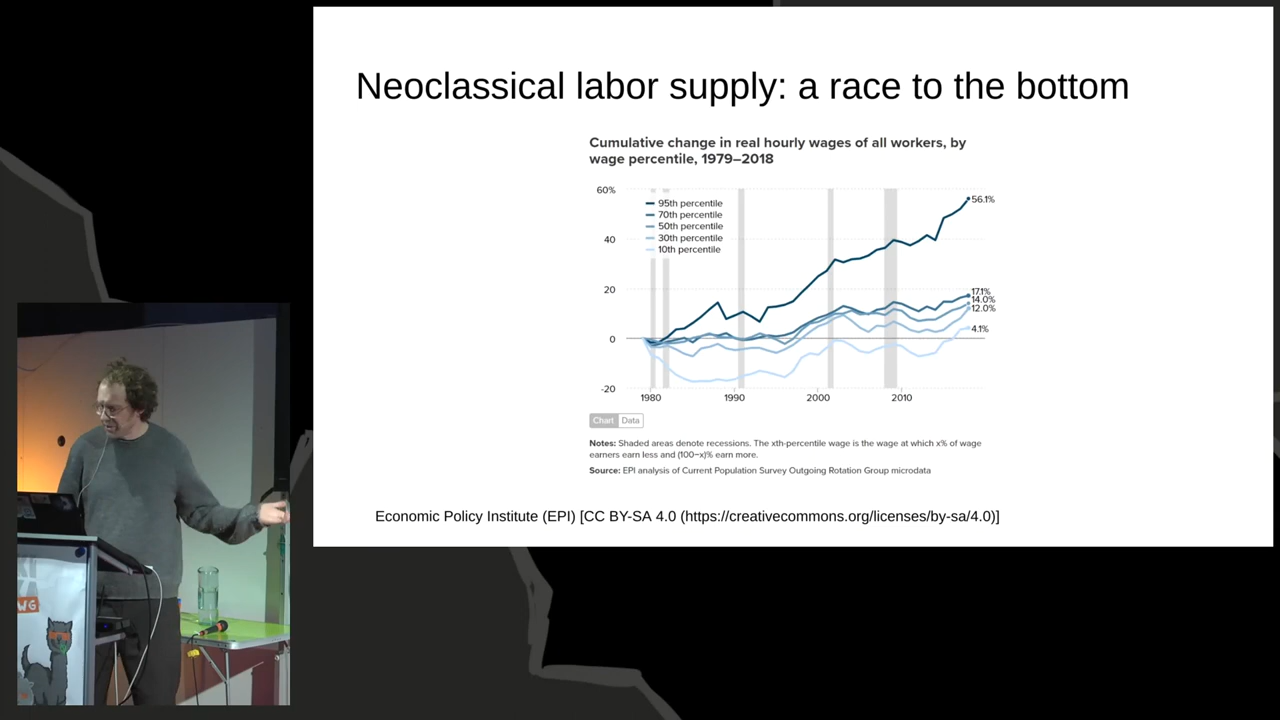 Neoclassical labor supply: a race to the bottom
Cumulative change in real hourly wages of all workers, by
wage percentile, 1979–2018
60%
95th percentile
70th percentile
50th percentile
30th percentile
10th percentile
56.1%
40
20
17.1%
14.0%
12.0%
4.1%
0
-20
1980
1990
2000
2010
Chart Data
Notes: Shaded areas denote recessions. The xth-percentile wage is the wage at which x% of wage
earners earn less and (100−x)% earn more.
Source: EPI analysis of Current Population Survey Outgoing Rotation Group microdata
Economic Policy Institute (EPI) [CC BY-SA 4.0 (https://creativecommons.org/licenses/by-sa/4.0)]
WG